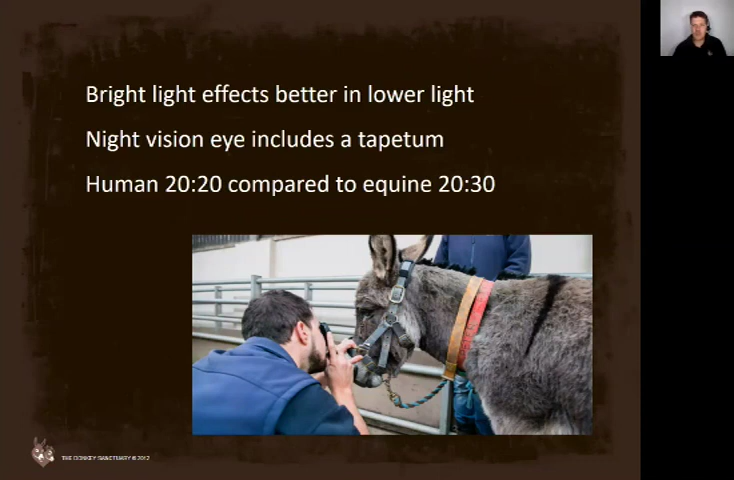 Bright light effects better in lower light
Night vision eye includes a tapetum
Human 20:20 compared to equine 20:30
THE DONKEY SANCTUARY © 2012